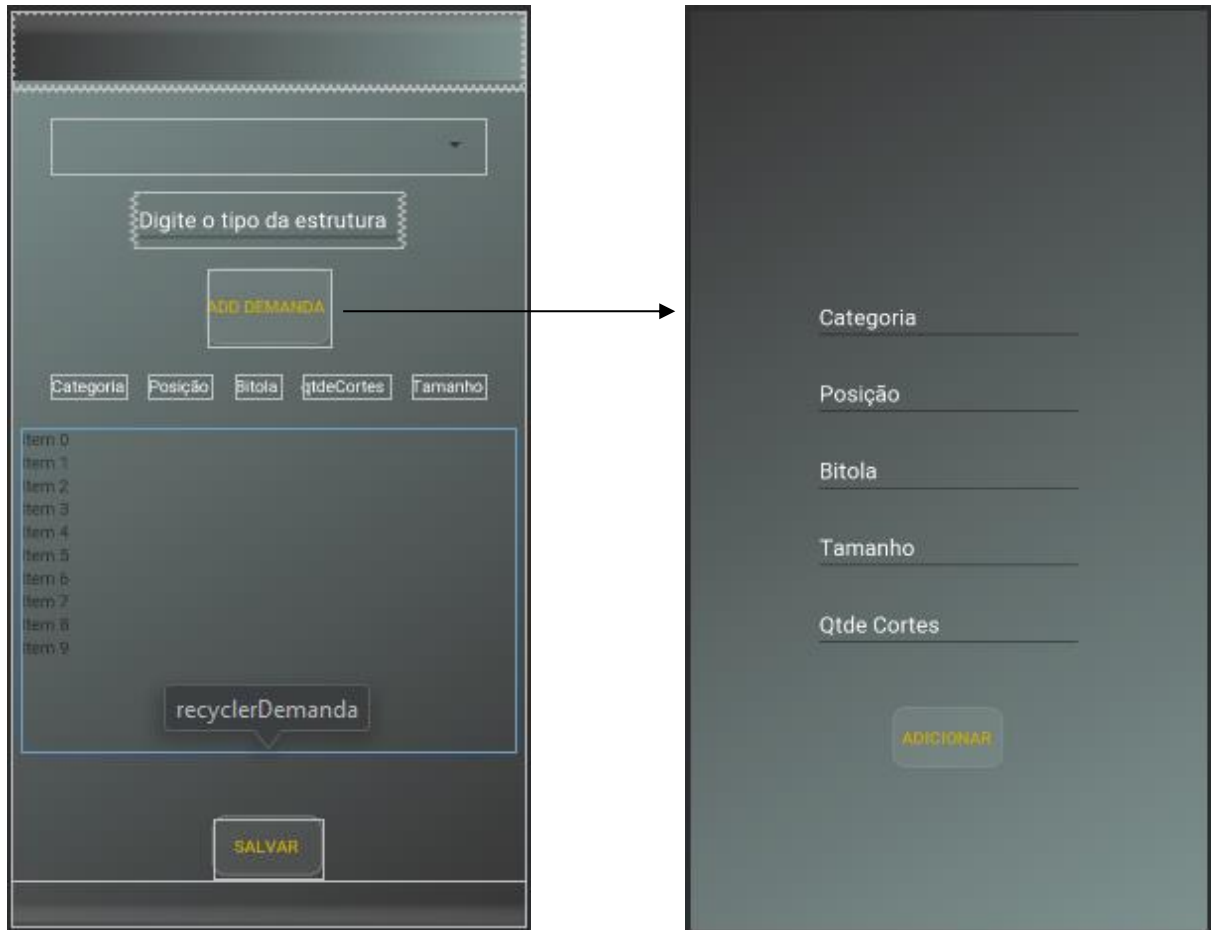 Digite o tipo da estrutura
ADD DEMANDA
Categoria Posição Bitola qtdeCortes Tamanho
Item 0
Item 1
Item 2
Item 3
Item 4
Item 5
Item 6
Item 7
Item 8
Item 9
recyclerDemanda
SALVAR
Categoria
Posição
Bitola
Tamanho
Qtde Cortes
ADICIONAR